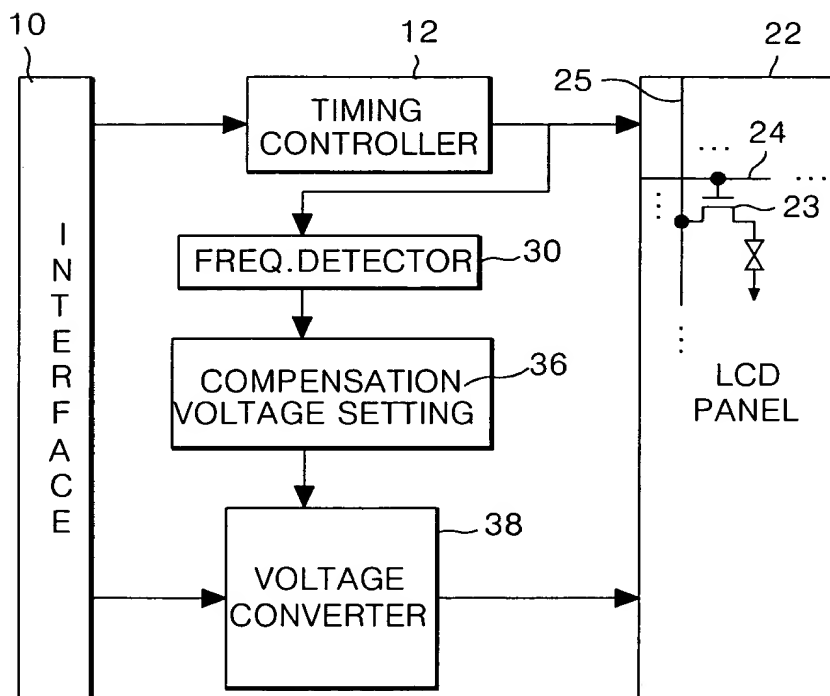 10
12
22
TIMING
CONTROLLER
25
...
24
...
...
23
FREQ.DETECTOR
30
...
INTERFACE
COMPENSATION
VOLTAGE SETTING
36
LCD
PANEL
38
VOLTAGE
CONVERTER